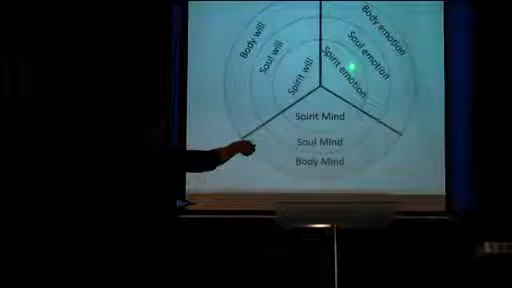 Body will
Soul will
Spirit will
Body emotion
Soul emotion
Spirit emotion
Spirit Mind
Soul Mind
Body Mind